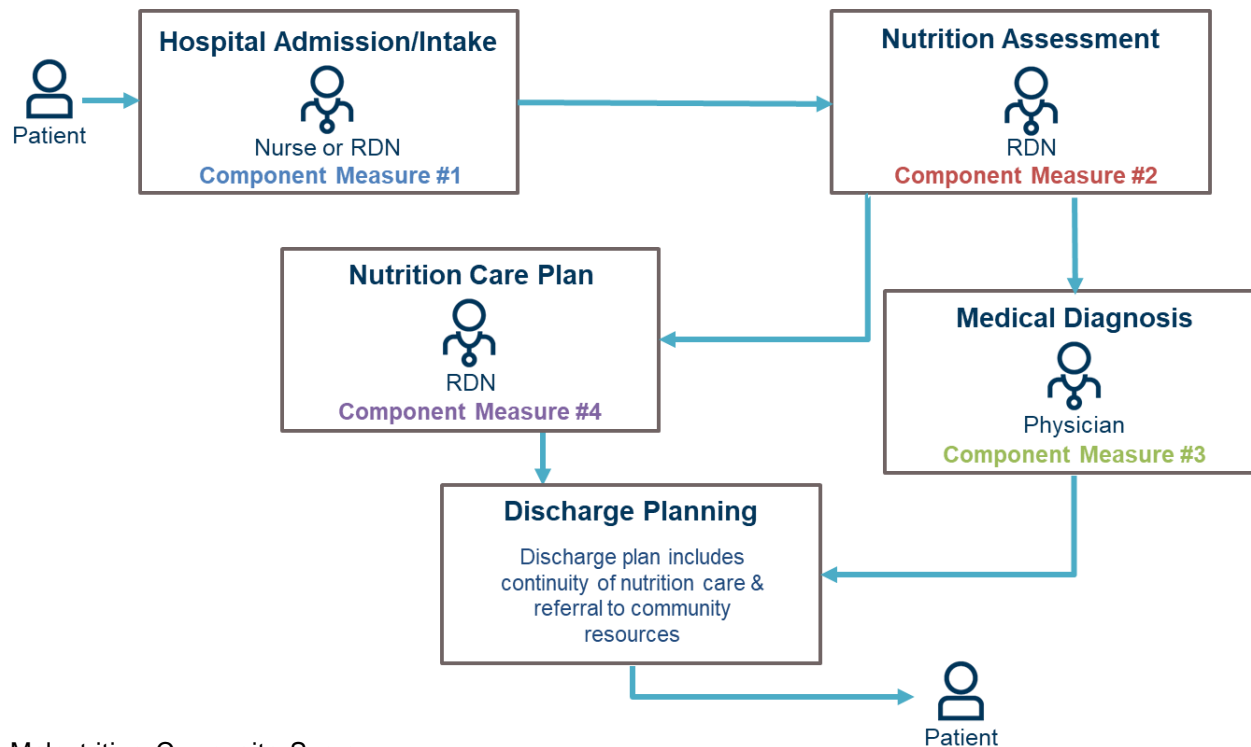 Hospital Admission/Intake
Patient
Nurse or RDN
Component Measure #1
Nutrition Assessment
RDN
Component Measure #2
Nutrition Care Plan
RDN
Component Measure #4
Medical Diagnosis
Physician
Component Measure #3
Discharge Planning
Discharge plan includes
continuity of nutrition care &
referral to community
resources
Patient